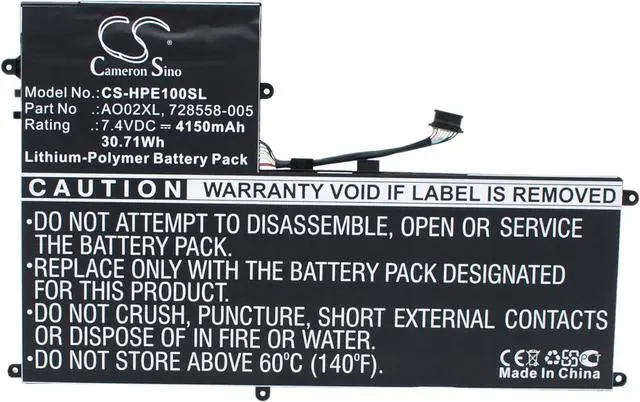 CS
Cameron Sino
Model No.: CS-HPE100SL
Part No : AO02XL, 728558-005
Rating : 7.4VDC ⎓ 4150mAh
30.71Wh
Lithium-Polymer Battery Pack
CAUTION WARRANTY VOID IF LABEL IS REMOVED
•DO NOT ATTEMPT TO DISASSEMBLE, OPEN OR SERVICE
THE BATTERY PACK.
•REPLACE ONLY WITH THE BATTERY PACK DESIGNATED
FOR THIS PRODUCT.
•DO NOT CRUSH, PUNCTURE, SHORT EXTERNAL CONTACTS
OR DISPOSE OF IN FIRE OR WATER.
•DO NOT STORE ABOVE 60ºC (140ºF).
CE
Made In China